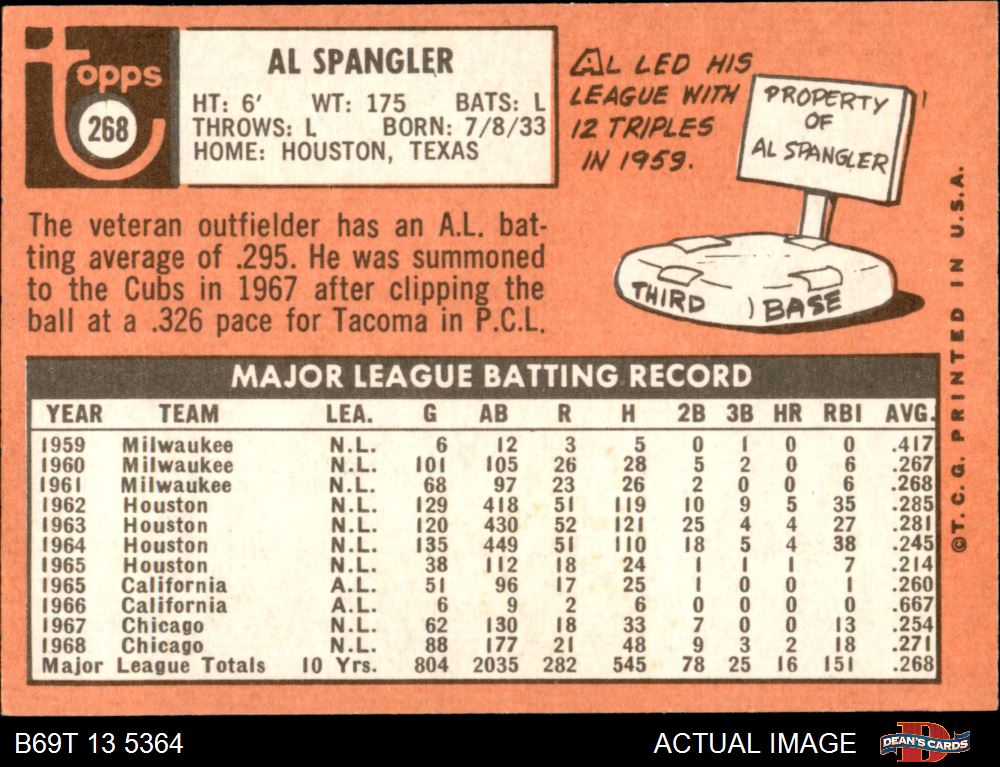 Topps
268
AL SPANGLER
HT: 6' WT: 175 BATS: L
THROWS: L BORN: 7/8/33
HOME: HOUSTON, TEXAS
AL LED HIS
LEAGUE WITH
12 TRIPLES
IN 1959.
PROPERTY
OF
AL SPANGLER
THIRD BASE
The veteran outfielder has an A.L. bat-
ting average of .295. He was summoned
to the Cubs in 1967 after clipping the
ball at a .326 pace for Tacoma in P.C.L.
MAJOR LEAGUE BATTING RECORD
YEAR TEAM LEA. G AB R H 2B 3B HR RBI AVG.
1959 Milwaukee N.L. 6 12 3 5 0 1 0 0 .417
1960 Milwaukee N.L. 101 105 26 28 5 2 0 6 .267
1961 Milwaukee N.L. 68 97 23 26 2 0 0 6 .268
1962 Houston N.L. 129 418 51 119 10 9 5 35 .285
1963 Houston N.L. 120 430 52 121 25 4 4 27 .281
1964 Houston N.L. 135 449 51 110 18 5 4 38 .245
1965 Houston N.L. 38 112 18 24 1 1 1 7 .214
1965 California A.L. 51 96 17 25 1 0 0 1 .260
1966 California A.L. 6 9 2 6 0 0 0 0 .667
1967 Chicago N.L. 62 130 18 33 7 0 0 13 .254
1968 Chicago N.L. 88 177 21 48 9 3 2 18 .271
Major League Totals 10 Yrs. 804 2035 282 545 78 25 16 151 .268
©T.C.G. PRINTED IN U.S.A.
B69T 13 5364
ACTUAL IMAGE
DEAN'S CARDS